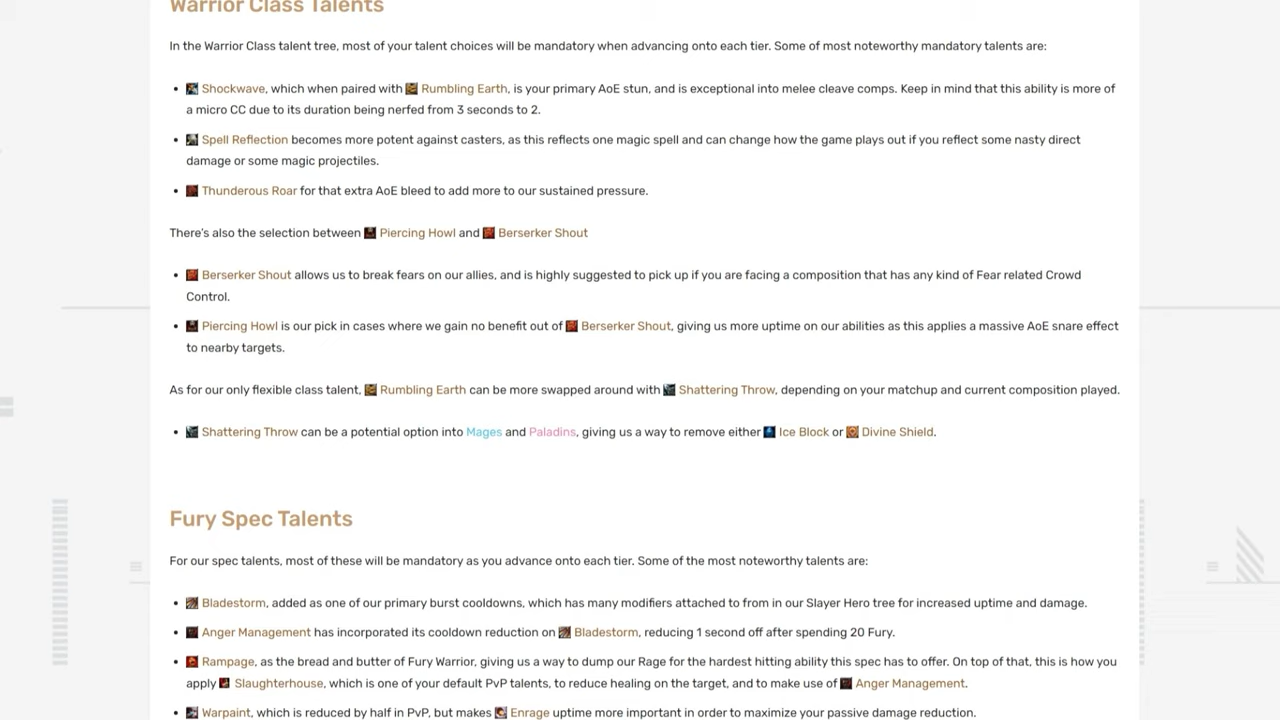 Warrior Class Talents
In the Warrior Class talent tree, most of your talent choices will be mandatory when advancing onto each tier. Some of most noteworthy mandatory talents are:
• Shockwave, which when paired with Rumbling Earth, is your primary AoE stun, and is exceptional into melee cleave comps. Keep in mind that this ability is more of
a micro CC due to its duration being nerfed from 3 seconds to 2.
• Spell Reflection becomes more potent against casters, as this reflects one magic spell and can change how the game plays out if you reflect some nasty direct
damage or some magic projectiles.
• Thunderous Roar for that extra AoE bleed to add more to our sustained pressure.
There's also the selection between Piercing Howl and Berserker Shout
• Berserker Shout allows us to break fears on our allies, and is highly suggested to pick up if you are facing a composition that has any kind of Fear related Crowd
Control.
• Piercing Howl is our pick in cases where we gain no benefit out of Berserker Shout, giving us more uptime on our abilities as this applies a massive AoE snare effect
to nearby targets.
As for our only flexible class talent, Rumbling Earth can be more swapped around with Shattering Throw, depending on your matchup and current composition played.
• Shattering Throw can be a potential option into Mages and Paladins, giving us a way to remove either Ice Block or Divine Shield.
Fury Spec Talents
For our spec talents, most of these will be mandatory as you advance onto each tier. Some of the most noteworthy talents are:
• Bladestorm, added as one of our primary burst cooldowns, which has many modifiers attached to from in our Slayer Hero tree for increased uptime and damage.
• Anger Management has incorporated its cooldown reduction on Bladestorm, reducing 1 second off after spending 20 Fury.
• Rampage, as the bread and butter of Fury Warrior, giving us a way to dump our Rage for the hardest hitting ability this spec has to offer. On top of that, this is how you
apply Slaughterhouse, which is one of your default PvP talents, to reduce healing on the target, and to make use of Anger Management.
• Warpaint, which is reduced by half in PvP, but makes Enrage uptime more important in order to maximize your passive damage reduction.